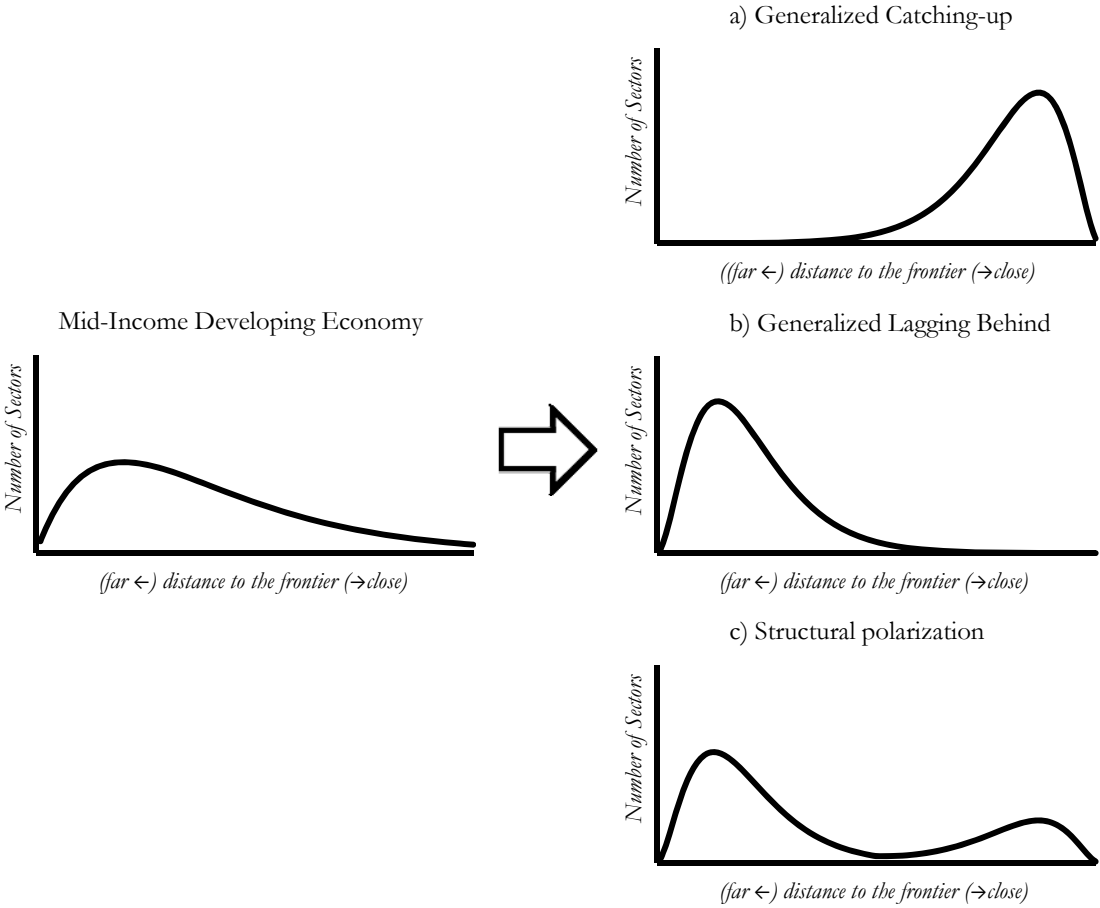 a) Generalized Catching-up
Number of Sectors
((far ←) distance to the frontier (→close)
Mid-Income Developing Economy
Number of Sectors
(far ←) distance to the frontier (→close)
b) Generalized Lagging Behind
Number of Sectors
(far ←) distance to the frontier (→close)
c) Structural polarization
Number of Sectors
(far ←) distance to the frontier (→close)